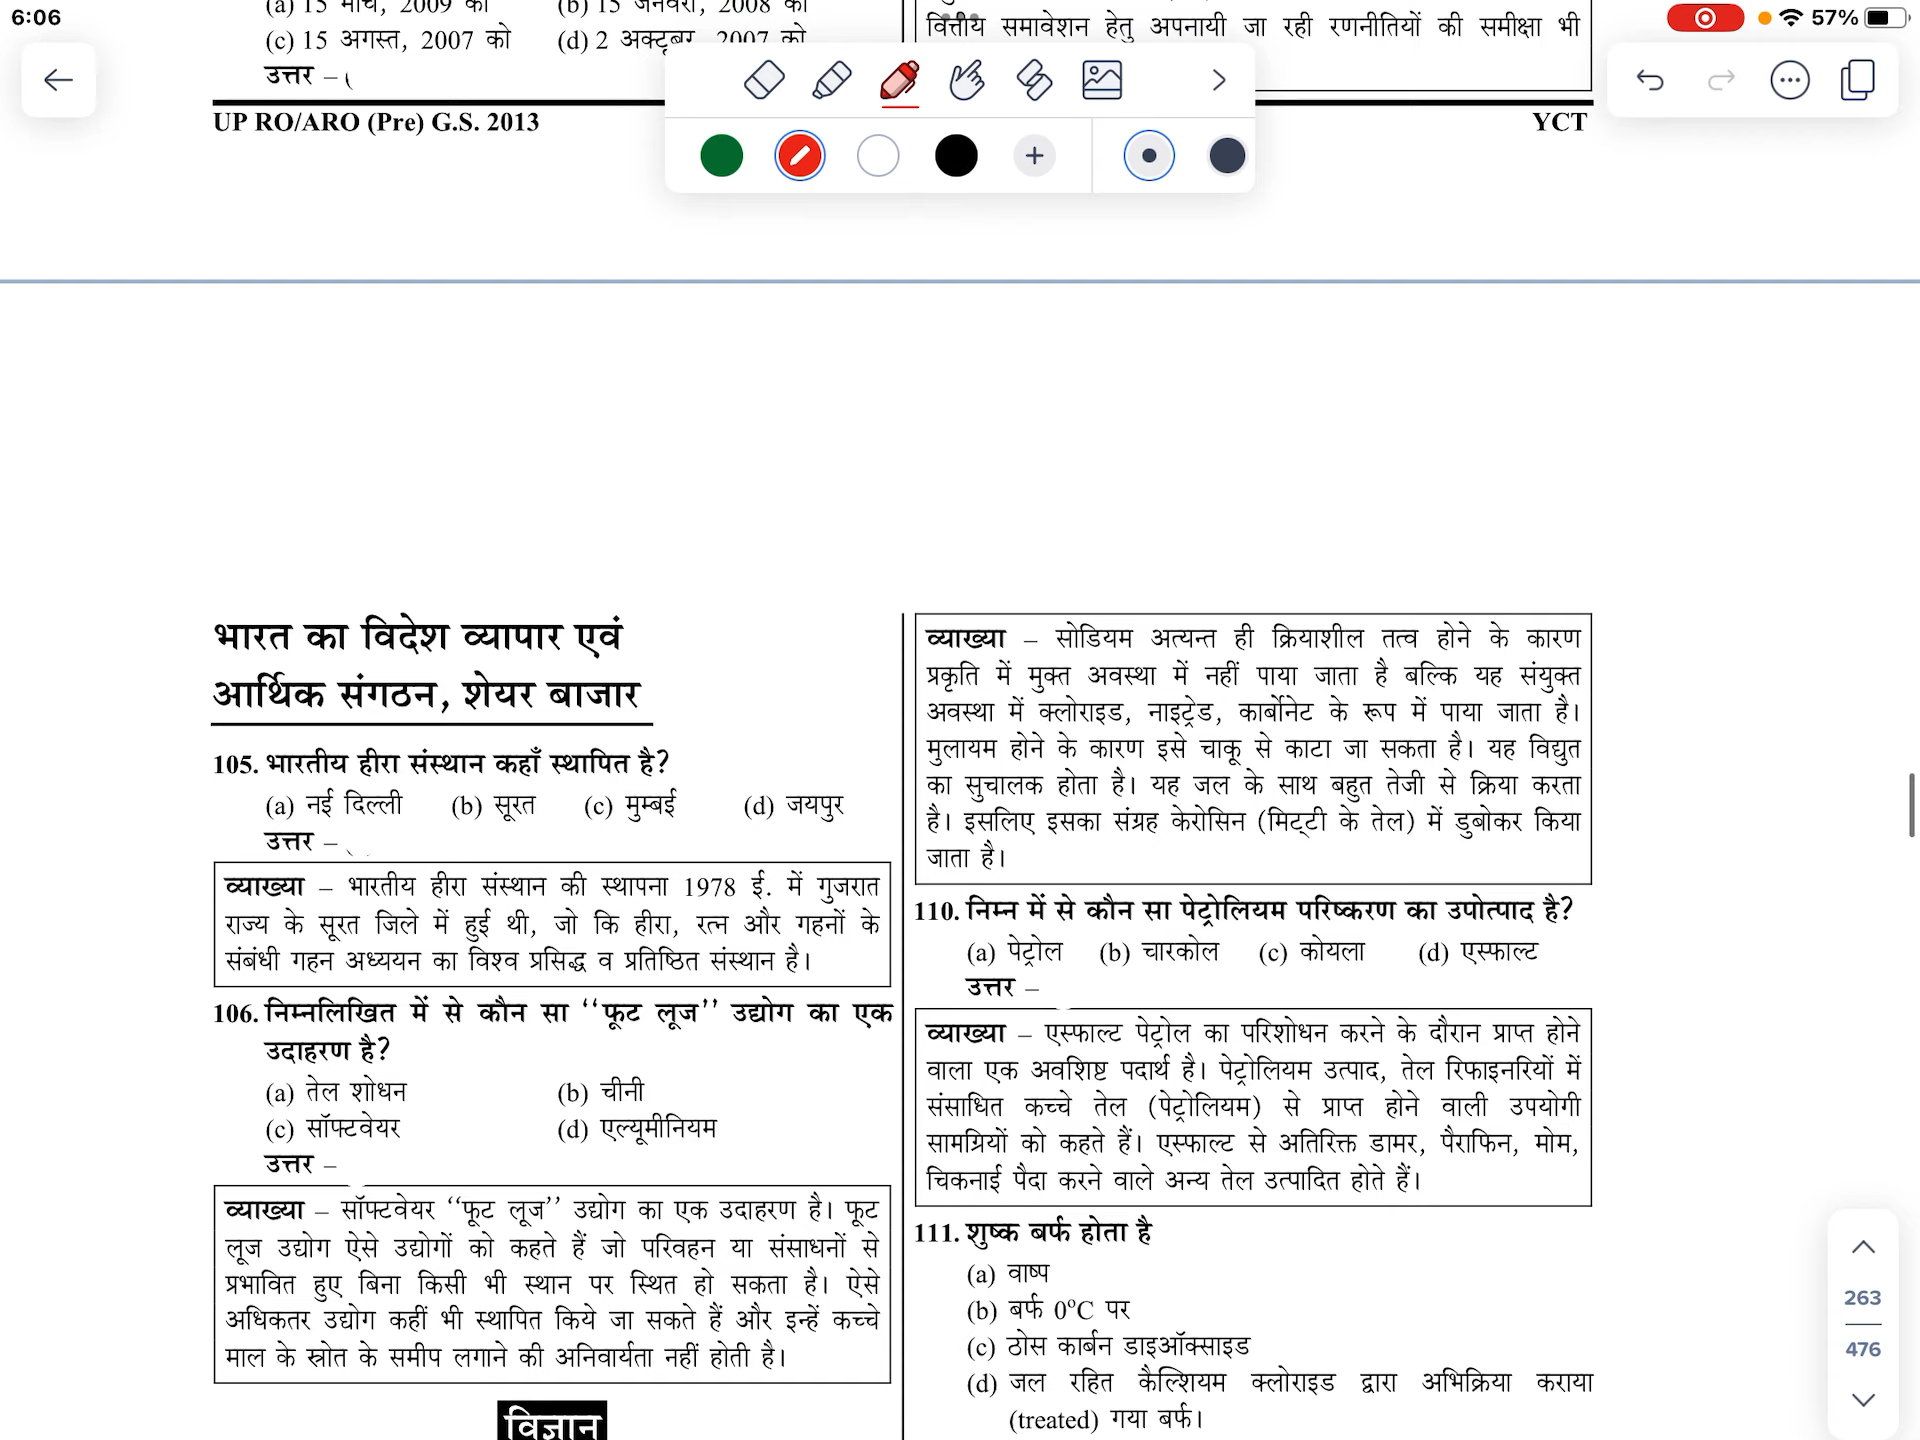 6:06
57%
(a) 15 मार्च, 2009 को (b) 15 जनवरी, 2008 को
(c) 15 अगस्त, 2007 को (d) 2 अक्टूबर, 2007 को
उत्तर –
वित्तीय समावेशन हेतु अपनायी जा रही रणनीतियों की समीक्षा भी
UP RO/ARO (Pre) G.S. 2013
YCT
भारत का विदेश व्यापार एवं
आर्थिक संगठन, शेयर बाजार
105. भारतीय हीरा संस्थान कहाँ स्थापित है?
(a) नई दिल्ली (b) सूरत (c) मुम्बई (d) जयपुर
उत्तर –
व्याख्या – भारतीय हीरा संस्थान की स्थापना 1978 ई. में गुजरात
राज्य के सूरत जिले में हुई थी, जो कि हीरा, रत्न और गहनों के
संबंधी गहन अध्ययन का विश्व प्रसिद्ध व प्रतिष्ठित संस्थान है।
106. निम्नलिखित में से कौन सा ‘‘फूट लूज’’ उद्योग का एक
उदाहरण है?
(a) तेल शोधन (b) चीनी
(c) सॉफ्टवेयर (d) एल्यूमीनियम
उत्तर –
व्याख्या – सॉफ्टवेयर ‘‘फूट लूज’’ उद्योग का एक उदाहरण है। फूट
लूज उद्योग ऐसे उद्योगों को कहते हैं जो परिवहन या संसाधनों से
प्रभावित हुए बिना किसी भी स्थान पर स्थित हो सकता है। ऐसे
अधिकतर उद्योग कहीं भी स्थापित किये जा सकते हैं और इन्हें कच्चे
माल के स्रोत के समीप लगाने की अनिवार्यता नहीं होती है।
विज्ञान
व्याख्या – सोडियम अत्यन्त ही क्रियाशील तत्व होने के कारण
प्रकृति में मुक्त अवस्था में नहीं पाया जाता है बल्कि यह संयुक्त
अवस्था में क्लोराइड, नाइट्रेड, कार्बोनेट के रूप में पाया जाता है।
मुलायम होने के कारण इसे चाकू से काटा जा सकता है। यह विद्युत
का सुचालक होता है। यह जल के साथ बहुत तेजी से क्रिया करता
है। इसलिए इसका संग्रह केरोसिन (मिट्टी के तेल) में डुबोकर किया
जाता है।
110. निम्न में से कौन सा पेट्रोलियम परिष्करण का उपोत्पाद है?
(a) पेट्रोल (b) चारकोल (c) कोयला (d) एस्फाल्ट
उत्तर –
व्याख्या – एस्फाल्ट पेट्रोल का परिशोधन करने के दौरान प्राप्त होने
वाला एक अवशिष्ट पदार्थ है। पेट्रोलियम उत्पाद, तेल रिफाइनरियों में
संसाधित कच्चे तेल (पेट्रोलियम) से प्राप्त होने वाली उपयोगी
सामग्रियों को कहते हैं। एस्फाल्ट से अतिरिक्त डामर, पैराफिन, मोम,
चिकनाई पैदा करने वाले अन्य तेल उत्पादित होते हैं।
111. शुष्क बर्फ होता है
(a) वाष्प
(b) बर्फ 0°C पर
(c) ठोस कार्बन डाइऑक्साइड
(d) जल रहित कैल्शियम क्लोराइड द्वारा अभिक्रिया कराया
(treated) गया बर्फ।
263
476